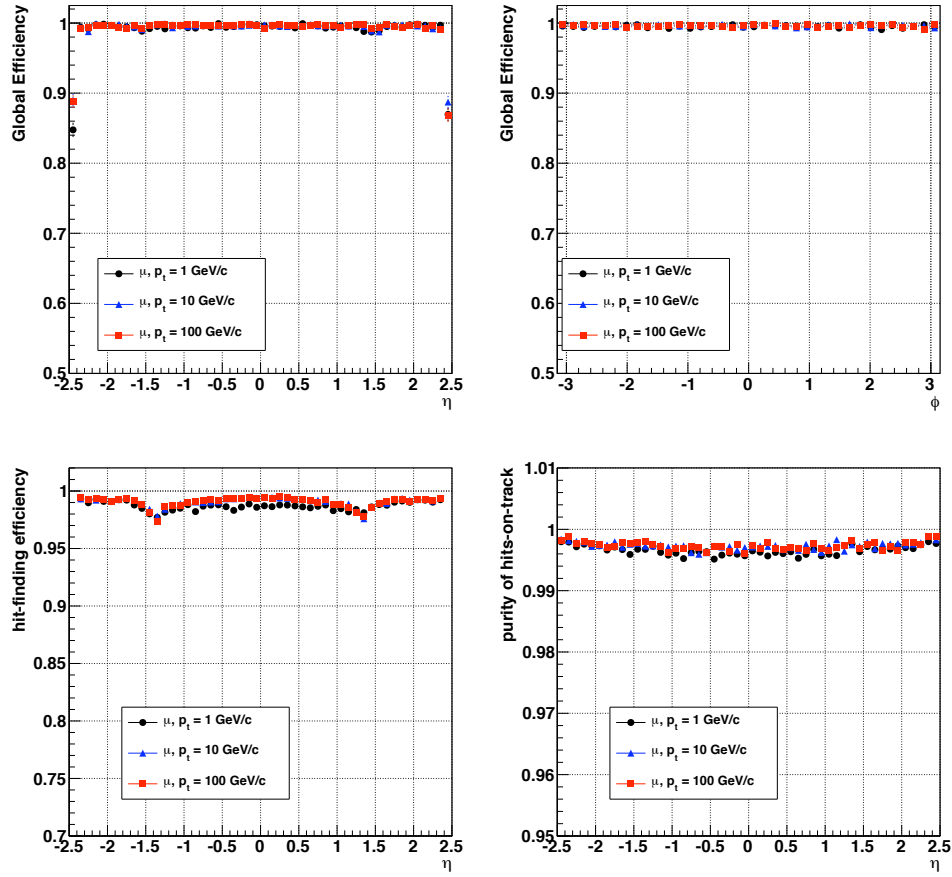 Global Efficiency
1
0.9
0.8
0.7
0.6
0.5
μ, pt = 1 GeV/c
μ, pt = 10 GeV/c
μ, pt = 100 GeV/c
-2.5 -2 -1.5 -1 -0.5 0 0.5 1 1.5 2 2.5
η
Global Efficiency
1
0.9
0.8
0.7
0.6
0.5
μ, pt = 1 GeV/c
μ, pt = 10 GeV/c
μ, pt = 100 GeV/c
-3 -2 -1 0 1 2 3
ϕ
hit-finding efficiency
1
0.95
0.9
0.85
0.8
0.75
0.7
μ, pt = 1 GeV/c
μ, pt = 10 GeV/c
μ, pt = 100 GeV/c
-2.5 -2 -1.5 -1 -0.5 0 0.5 1 1.5 2 2.5
η
purity of hits-on-track
1.01
1
0.99
0.98
0.97
0.96
0.95
μ, pt = 1 GeV/c
μ, pt = 10 GeV/c
μ, pt = 100 GeV/c
-2.5 -2 -1.5 -1 -0.5 0 0.5 1 1.5 2 2.5
η